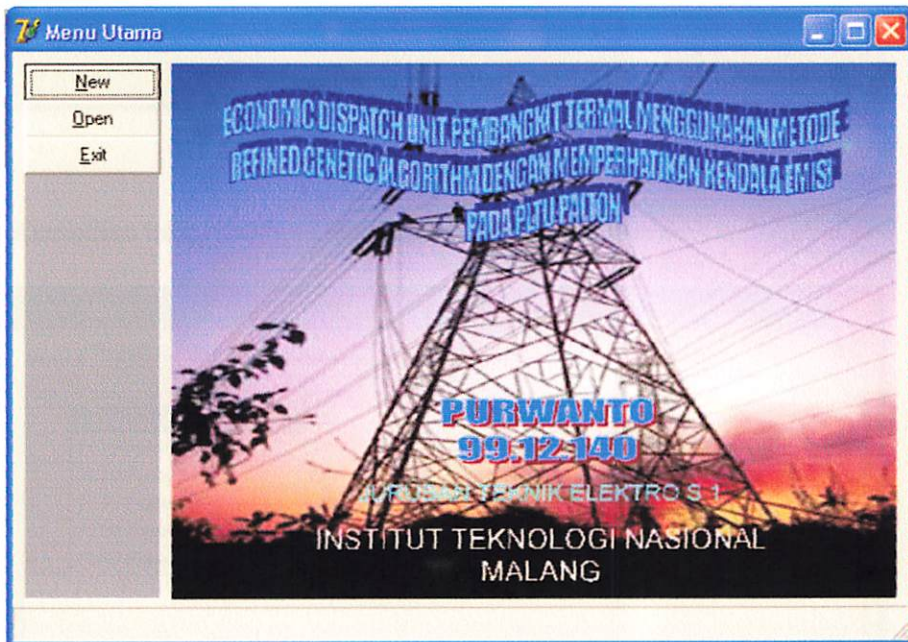 Menu Utama
New
Open
Exit
ECONOMIC DISPATCH UNIT PEMBANGKIT TERMAL MENGGUNAKAN METODE
REFINED GENETIC ALGORITHM DENGAN MEMPERHATIKAN KENDALA EMISI
PADA PLTU PAITON
PURWANTO
99.12.140
JURUSAN TEKNIK ELEKTRO S 1
INSTITUT TEKNOLOGI NASIONAL
MALANG